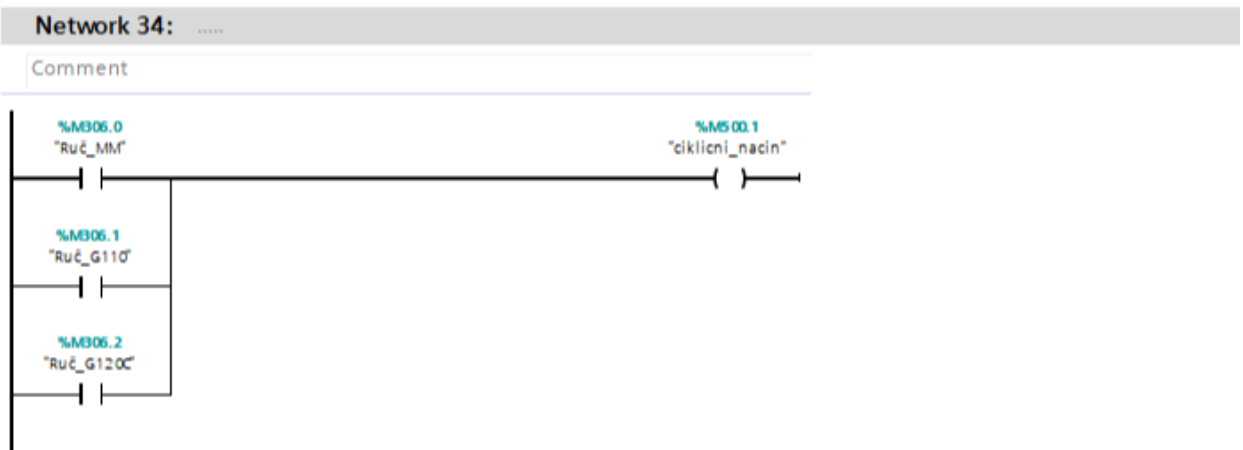 Network 34: .....
Comment
%M306.0
"Ruč_MM"
%M500.1
"ciklicni_nacin"
%M306.1
"Ruč_G110"
%M306.2
"Ruč_G120C"